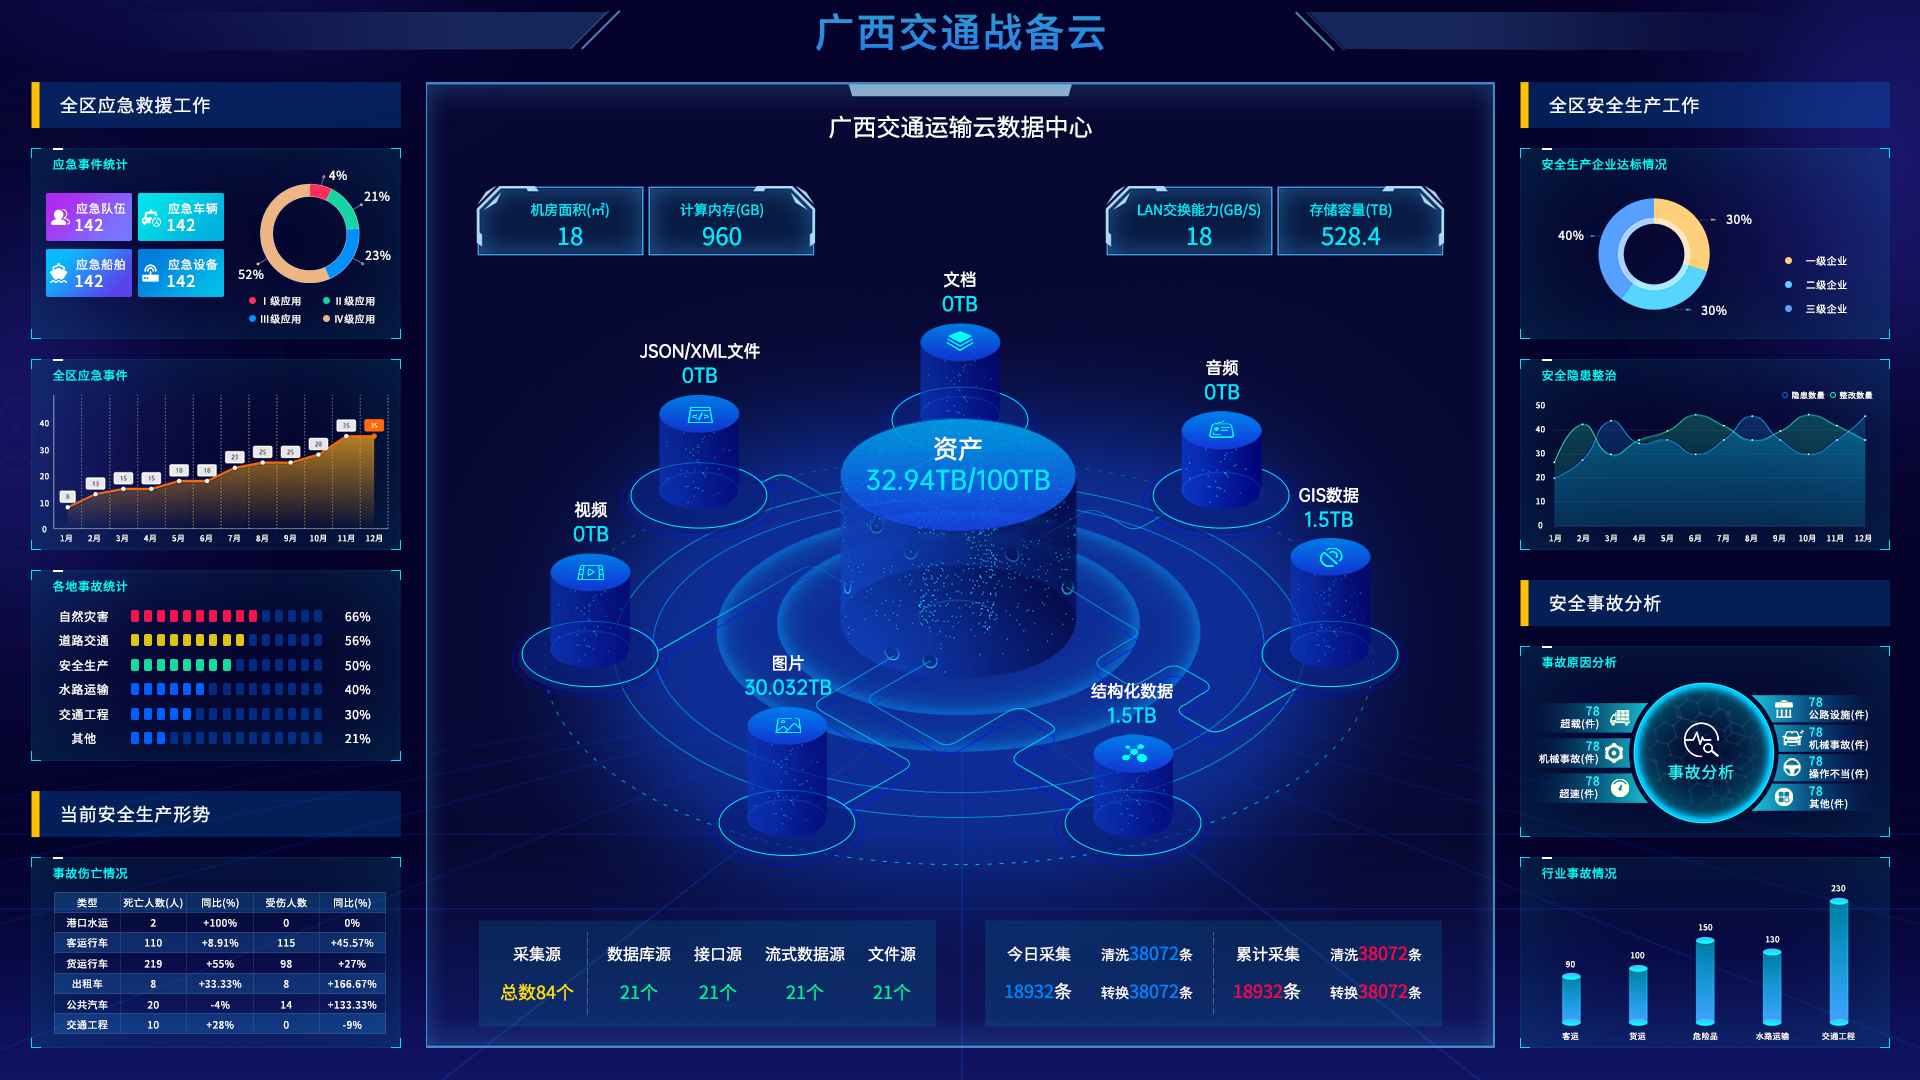 广西交通战备云
全区应急救援工作
应急事件统计
应急队伍
142
应急车辆
142
应急船舶
142
应急设备
142
4%
21%
23%
52%
I 级应用
II 级应用
III级应用
IV级应用
全区应急事件
40
30
20
10
0
8
13
15
15
18
18
23
25
25
28
35
35
1月 2月 3月 4月 5月 6月 7月 8月 9月 10月 11月 12月
各地事故统计
自然灾害 66%
道路交通 56%
安全生产 50%
水路运输 40%
交通工程 30%
其他 21%
当前安全生产形势
事故伤亡情况
类型 死亡人数(人) 同比(%) 受伤人数 同比(%)
港口水运 2 +100% 0 0%
客运行车 110 +8.91% 115 +45.57%
货运行车 219 +55% 98 +27%
出租车 8 +33.33% 8 +166.67%
公共汽车 20 -4% 14 +133.33%
交通工程 10 +28% 0 -9%
广西交通运输云数据中心
机房面积(㎡)
18
计算内存(GB)
960
LAN交换能力(GB/S)
18
存储容量(TB)
528.4
文档
0TB
JSON/XML文件
0TB
音频
0TB
视频
0TB
GIS数据
1.5TB
资产
32.94TB/100TB
图片
30.032TB
结构化数据
1.5TB
采集源 数据库源 接口源 流式数据源 文件源
总数84个 21个 21个 21个 21个
今日采集 清洗38072条 累计采集 清洗38072条
18932条 转换38072条 18932条 转换38072条
全区安全生产工作
安全生产企业达标情况
30%
40%
30%
一级企业
二级企业
三级企业
安全隐患整治
隐患数量 整改数量
50
40
30
20
10
0
1月 2月 3月 4月 5月 6月 7月 8月 9月 10月 11月 12月
安全事故分析
事故原因分析
78
超载(件)
78
机械事故(件)
78
超速(件)
事故分析
78
公路设施(件)
78
机械事故(件)
78
操作不当(件)
78
其他(件)
行业事故情况
90
100
150
130
230
客运 货运 危险品 水路运输 交通工程